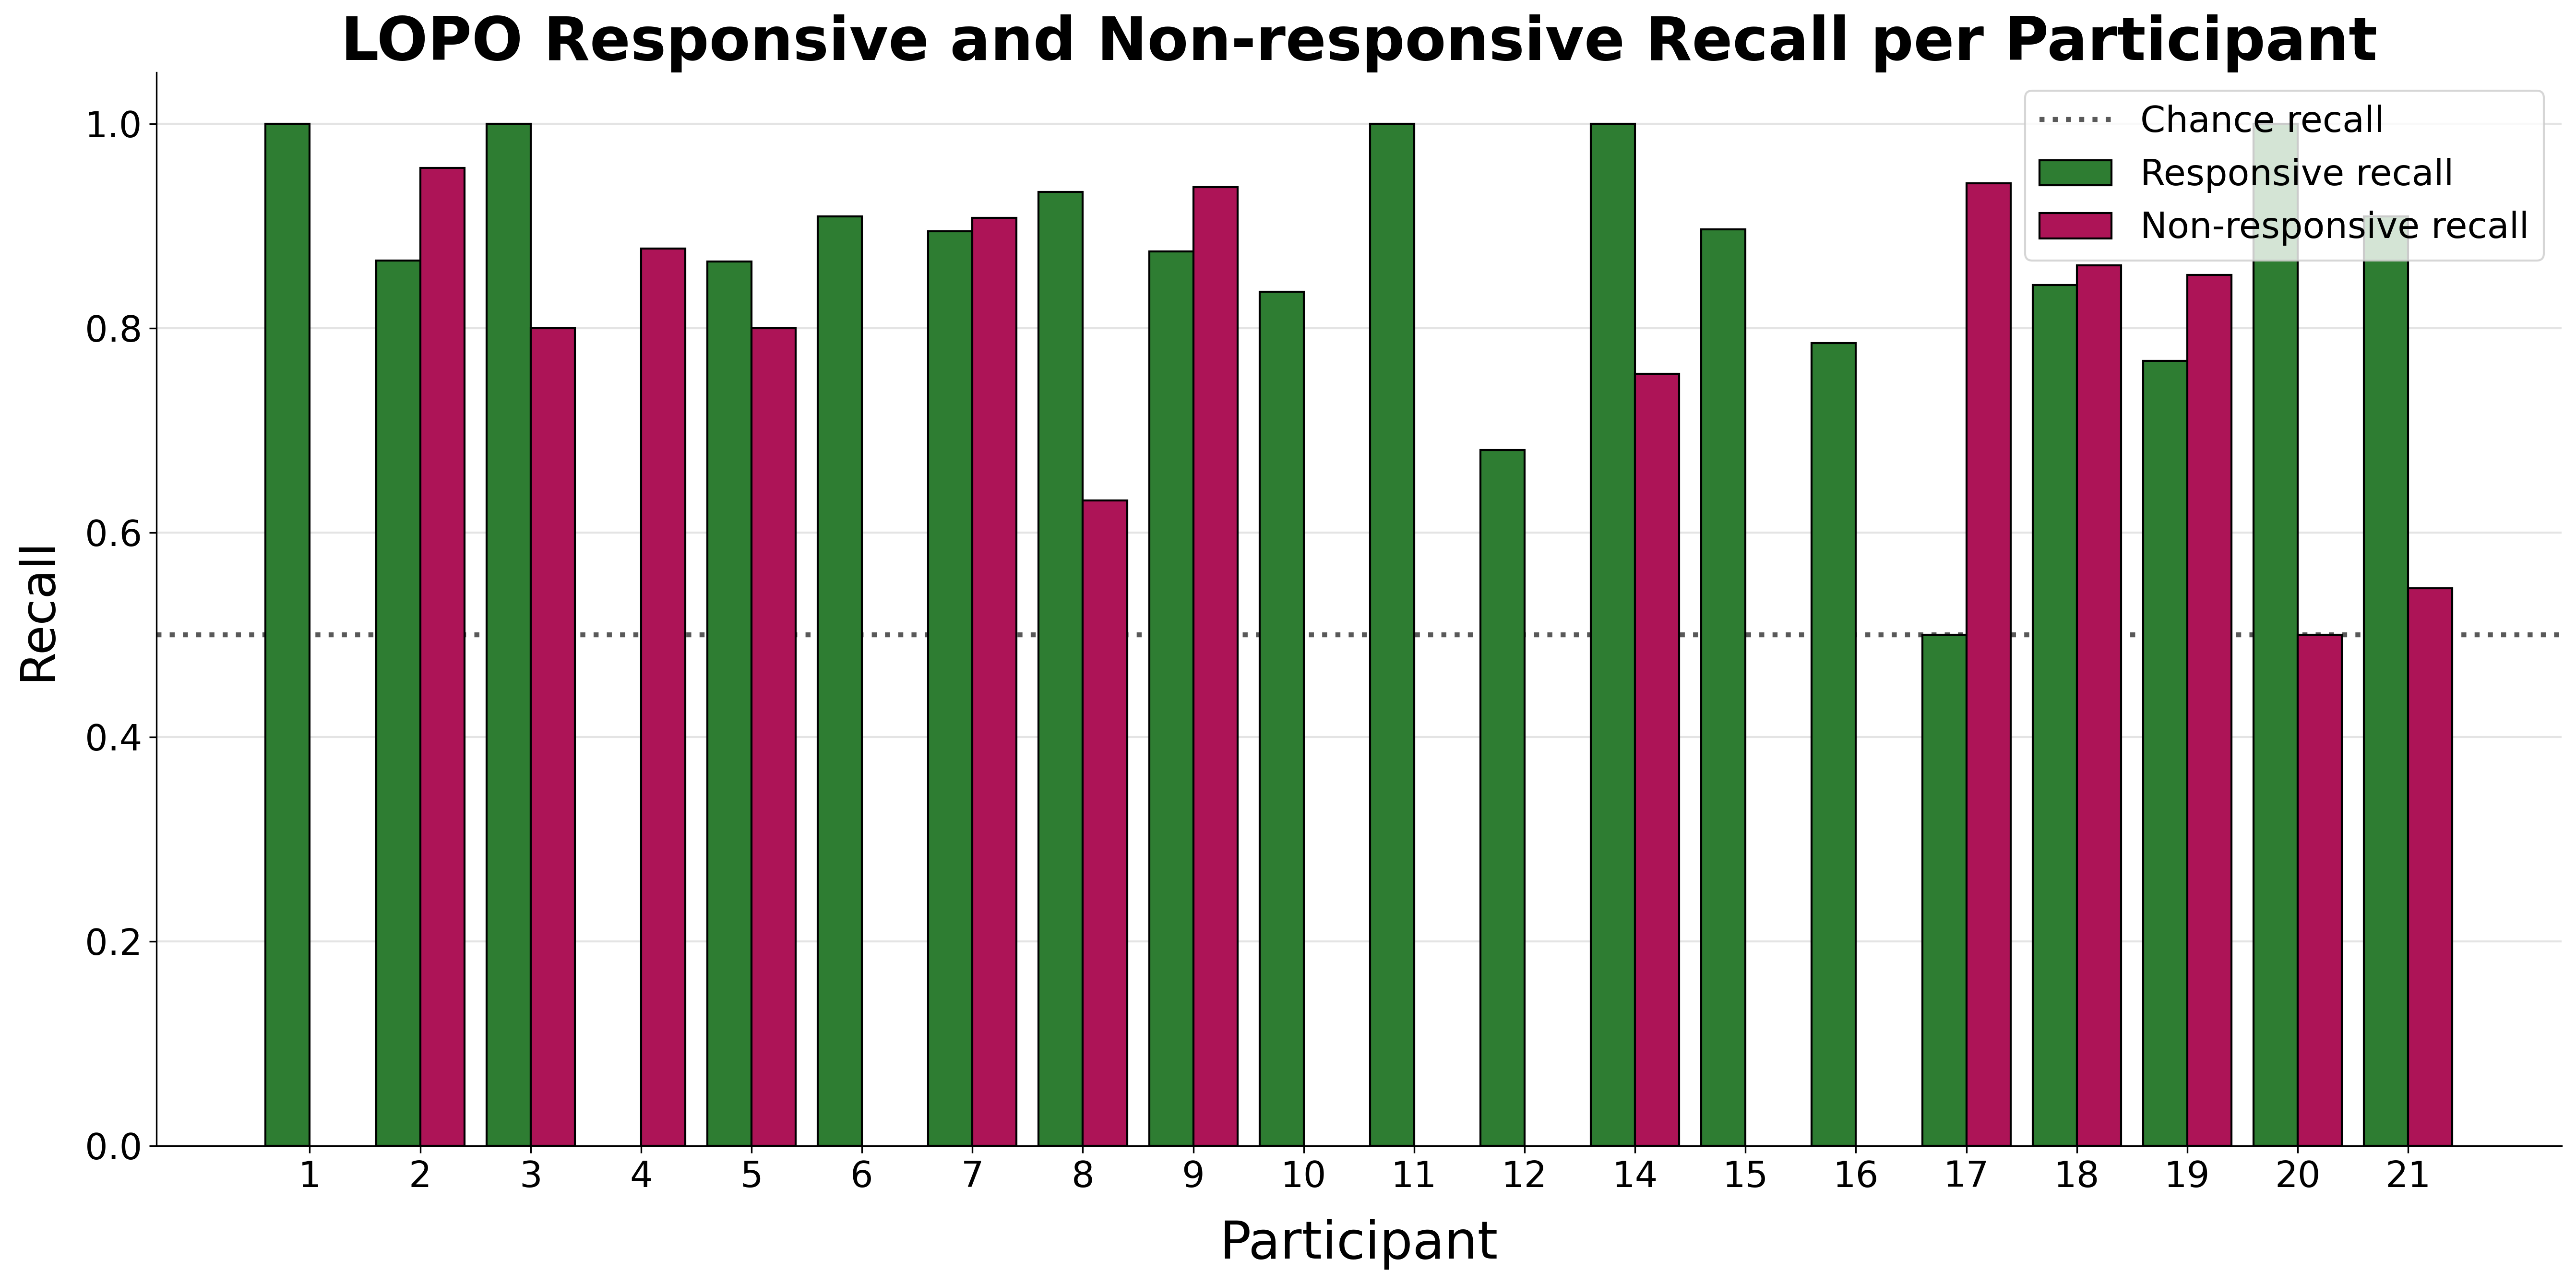 LOPO Responsive and Non-responsive Recall per Participant
Chance recall
Responsive recall
Non-responsive recall
Recall
1.0
0.8
0.6
0.4
0.2
0.0
1 2 3 4 5 6 7 8 9 10 11 12 14 15 16 17 18 19 20 21
Participant